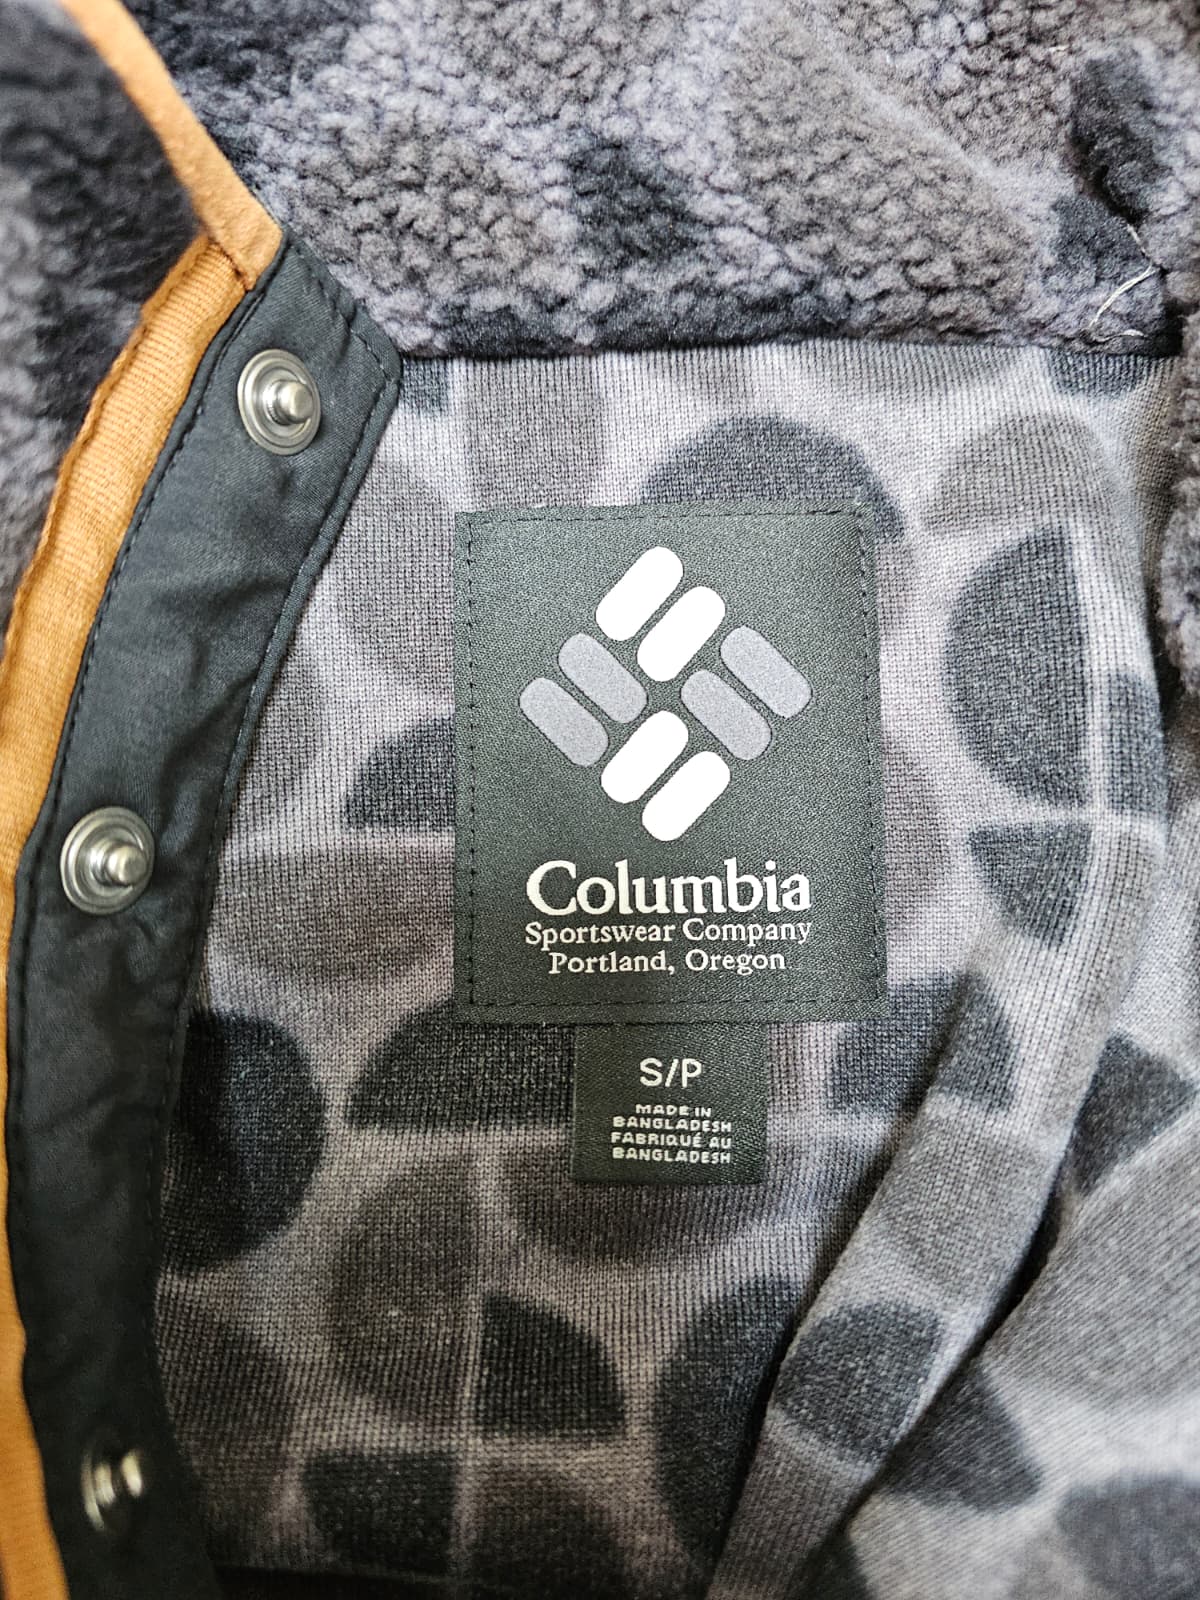 Columbia
Sportswear Company
Portland, Oregon
S/P
MADE IN
BANGLADESH
FABRIQUÉ AU
BANGLADESH